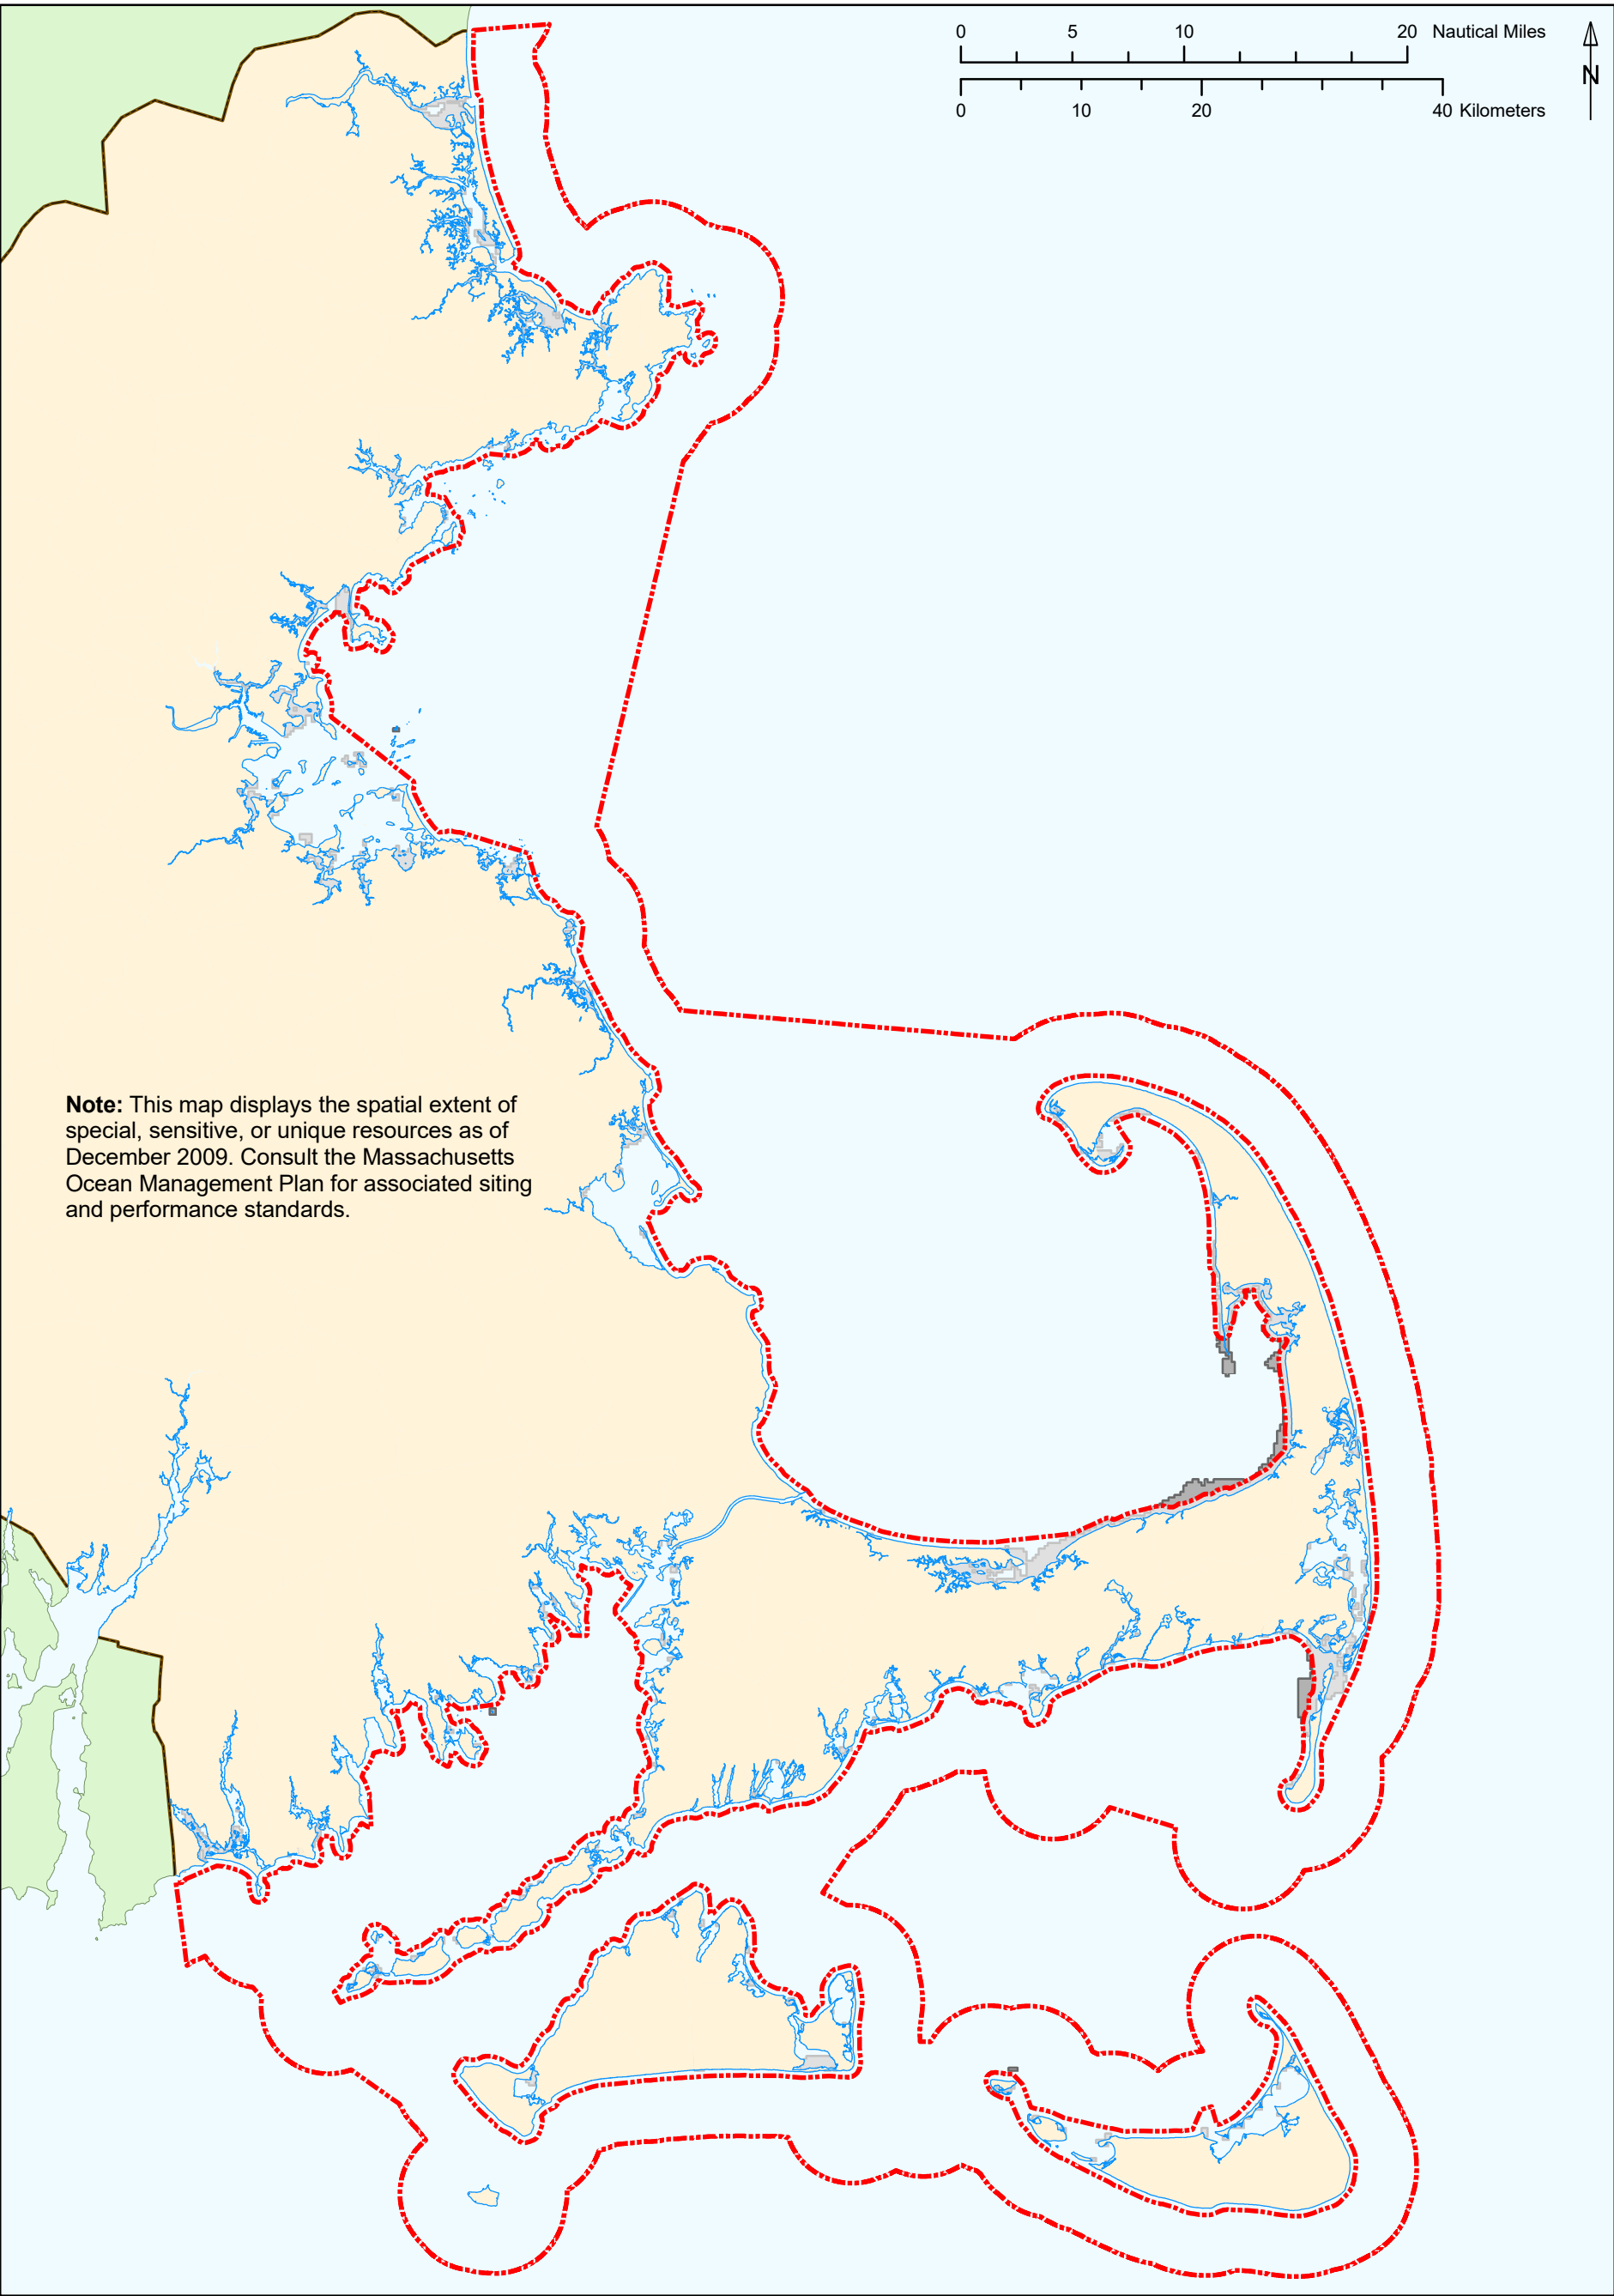 0 5 10 20 Nautical Miles
0 10 20 40 Kilometers
N
Note: This map displays the spatial extent of
special, sensitive, or unique resources as of
December 2009. Consult the Massachusetts
Ocean Management Plan for associated siting
and performance standards.